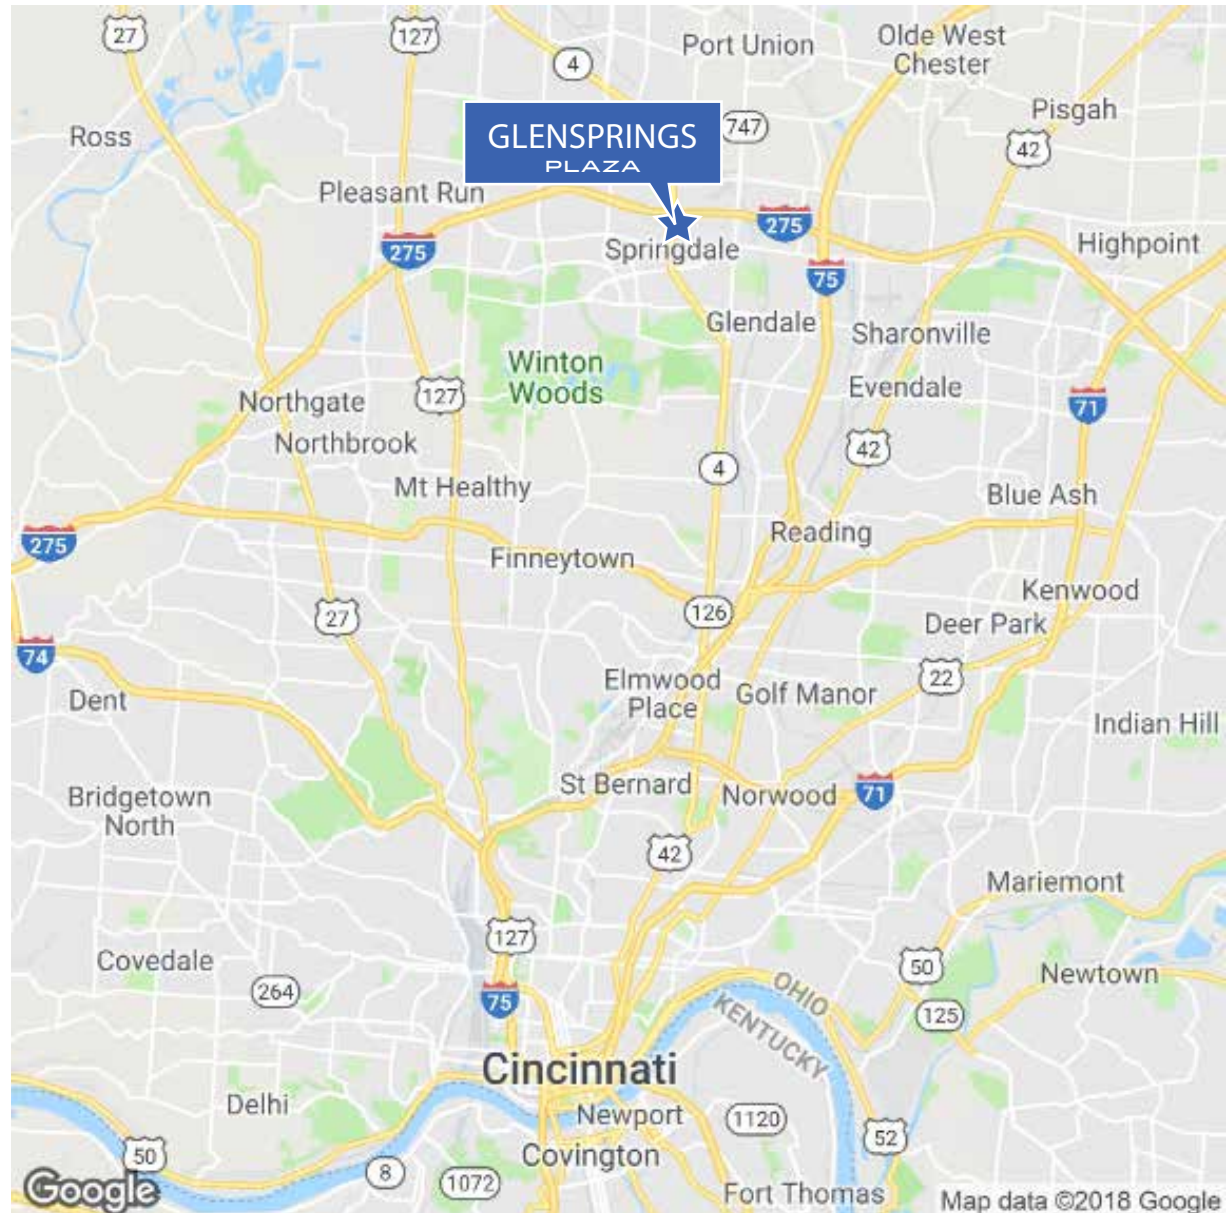 27
127
4
Port Union
Olde West
Chester
Pisgah
Ross
GLENSPRINGS
PLAZA
747
42
Pleasant Run
275
275
Springdale
Highpoint
75
Glendale
Sharonville
Winton
Woods
127
Evendale
71
Northgate
Northbrook
42
4
Mt Healthy
Blue Ash
Reading
275
Finneytown
Kenwood
27
126
Deer Park
74
22
Dent
Elmwood
Place
Golf Manor
Indian Hill
St Bernard
Norwood
71
Bridgetown
North
42
Mariemont
127
Covedale
264
75
50
Newtown
OHIO
KENTUCKY
125
Cincinnati
Delhi
Newport
1120
52
50
Covington
8
1072
Fort Thomas
Google
Map data ©2018 Google